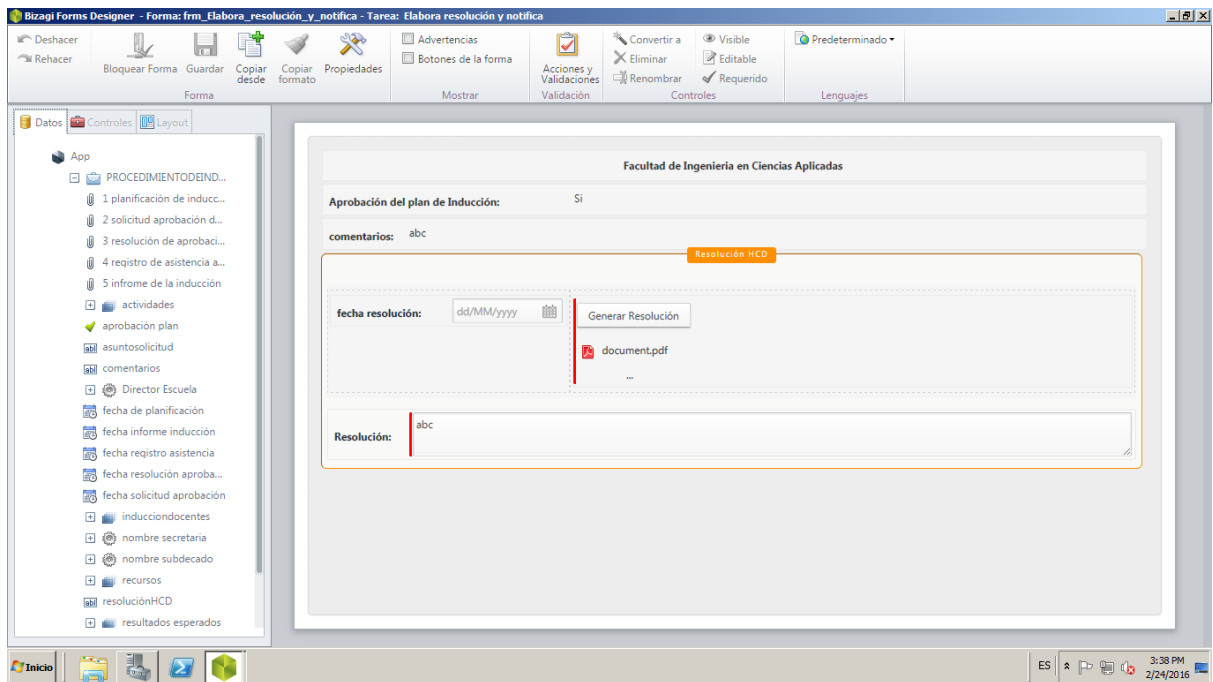 Bizagi Forms Designer - Forma: frm_Elabora_resolución_y_notifica - Tarea: Elabora resolución y notifica
Deshacer
Rehacer
Bloquear Forma
Guardar
Copiar desde
Copiar formato
Propiedades
Forma
Advertencias
Botones de la forma
Mostrar
Acciones y Validaciones
Validación
Convertir a
Eliminar
Renombrar
Visible
Editable
Requerido
Controles
Predeterminado
Lenguajes
Datos
Controles
Layout
App
PROCEDIMIENTODEIND...
1 planificación de inducc...
2 solicitud aprobación d...
3 resolución de aprobaci...
4 registro de asistencia a...
5 infrome de la inducción
actividades
aprobación plan
asuntosolicitud
comentarios
Director Escuela
fecha de planificación
fecha informe inducción
fecha registro asistencia
fecha resolución aproba...
fecha solicitud aprobación
inducciondocentes
nombre secretaria
nombre subdecado
recursos
resoluciónHCD
resultados esperados
Facultad de Ingenieria en Ciencias Aplicadas
Aprobación del plan de Inducción: Si
comentarios: abc
Resolución HCD
fecha resolución: dd/MM/yyyy
Generar Resolución
document.pdf
...
Resolución: abc
Inicio
ES
3:38 PM
2/24/2016